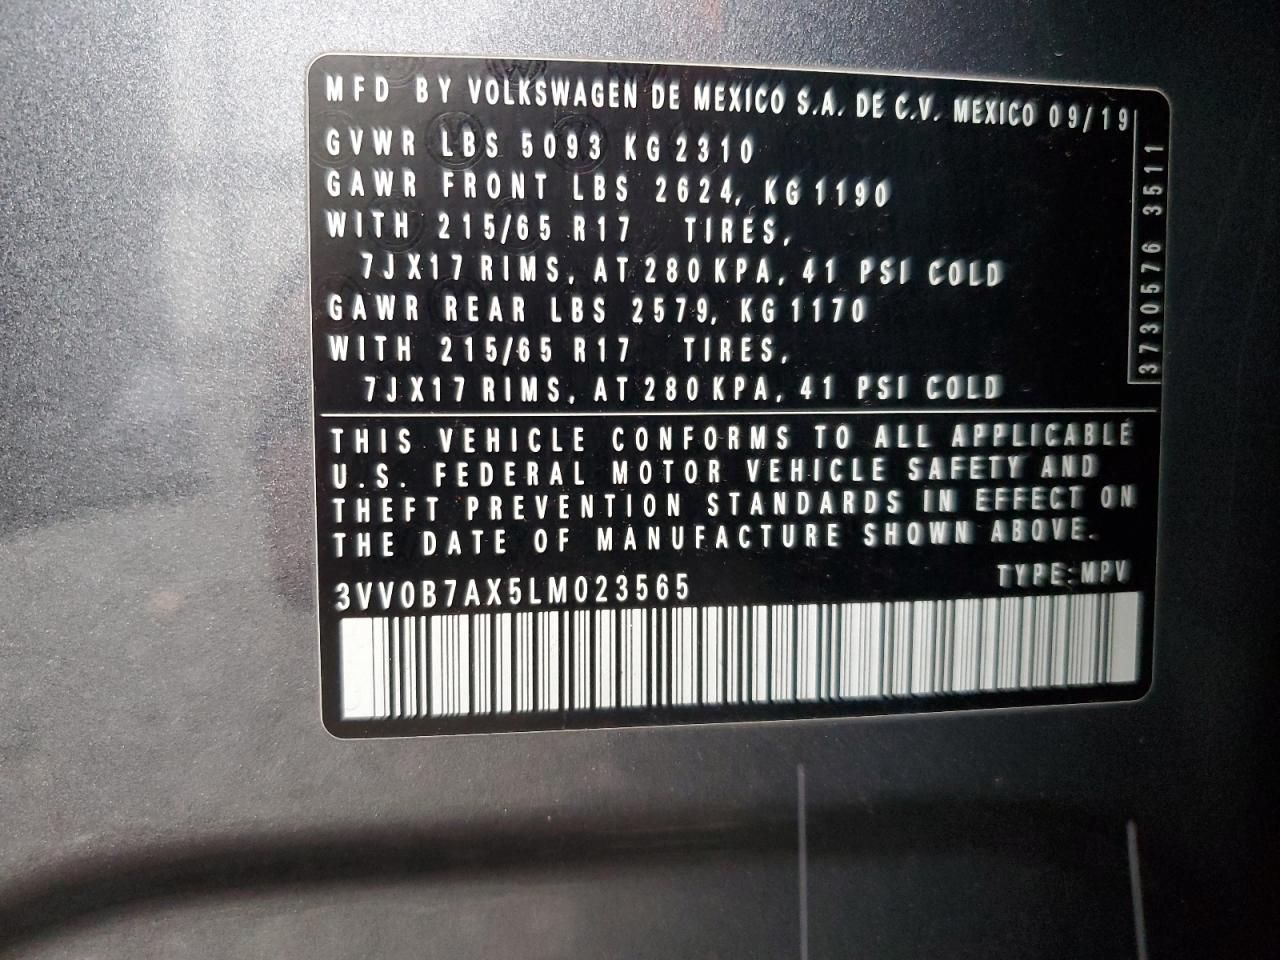 MFD BY VOLKSWAGEN DE MEXICO S.A. DE C.V. MEXICO 09/19
GVWR LBS 5093 KG 2310
GAWR FRONT LBS 2624, KG 1190
WITH 215/65 R17 TIRES,
7JX17 RIMS, AT 280 KPA, 41 PSI COLD
GAWR REAR LBS 2579, KG 1170
WITH 215/65 R17 TIRES,
7JX17 RIMS, AT 280 KPA, 41 PSI COLD
3730576 3511
THIS VEHICLE CONFORMS TO ALL APPLICABLE
U.S. FEDERAL MOTOR VEHICLE SAFETY AND
THEFT PREVENTION STANDARDS IN EFFECT ON
THE DATE OF MANUFACTURE SHOWN ABOVE.
3VV0B7AX5LM023565
TYPE: MPV